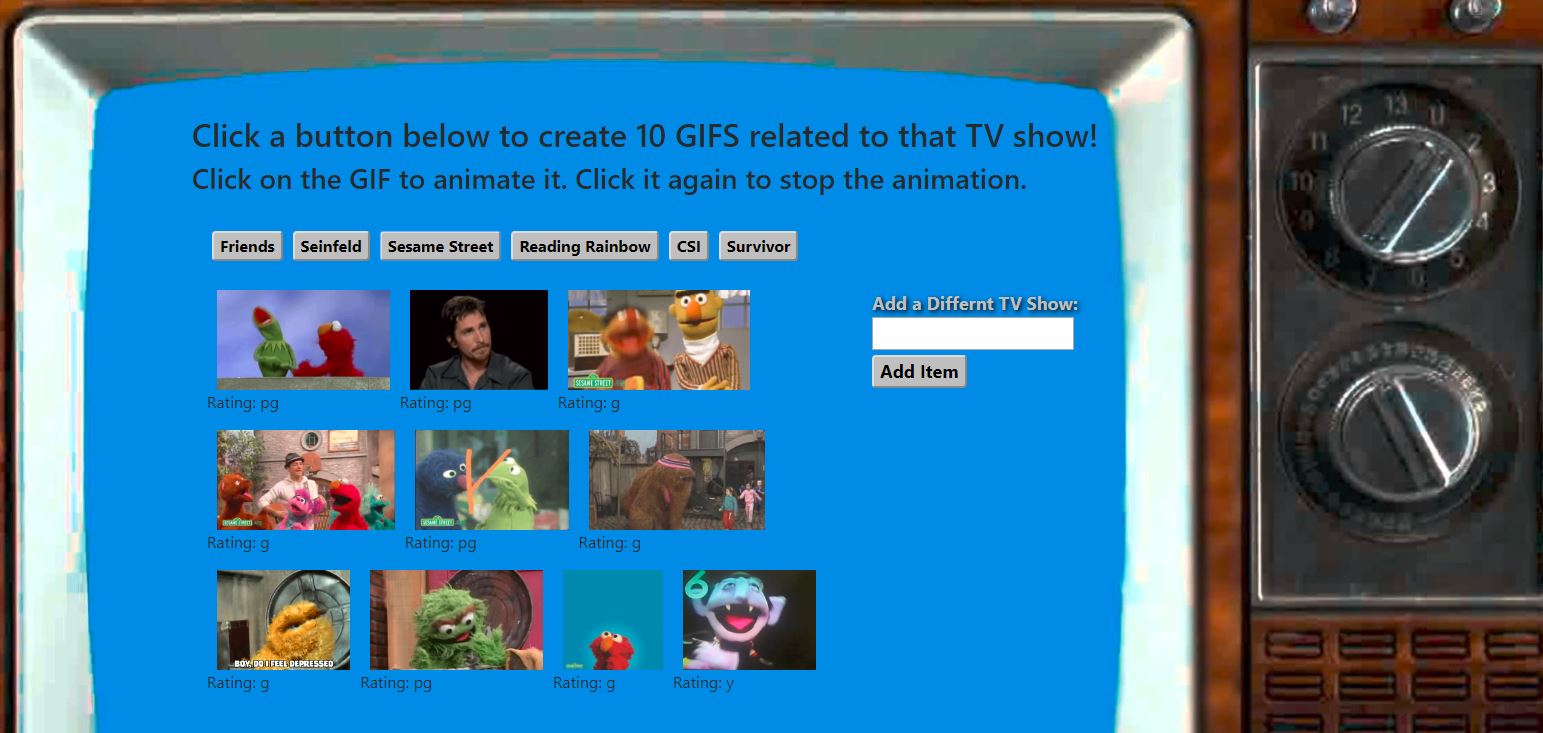 Click a button below to create 10 GIFS related to that TV show!
Click on the GIF to animate it. Click it again to stop the animation.
Friends Seinfeld Sesame Street Reading Rainbow CSI Survivor
Add a Differnt TV Show:
Add Item
SESAME STREET
Rating: pg Rating: pg Rating: g
SESAME STREET SESAME STREET
Rating: g Rating: pg Rating: g
6
BOY, DO I FEEL DEPRESSED
Rating: g Rating: pg Rating: g Rating: y
12 13
11 2
10 3
9 4
8
7